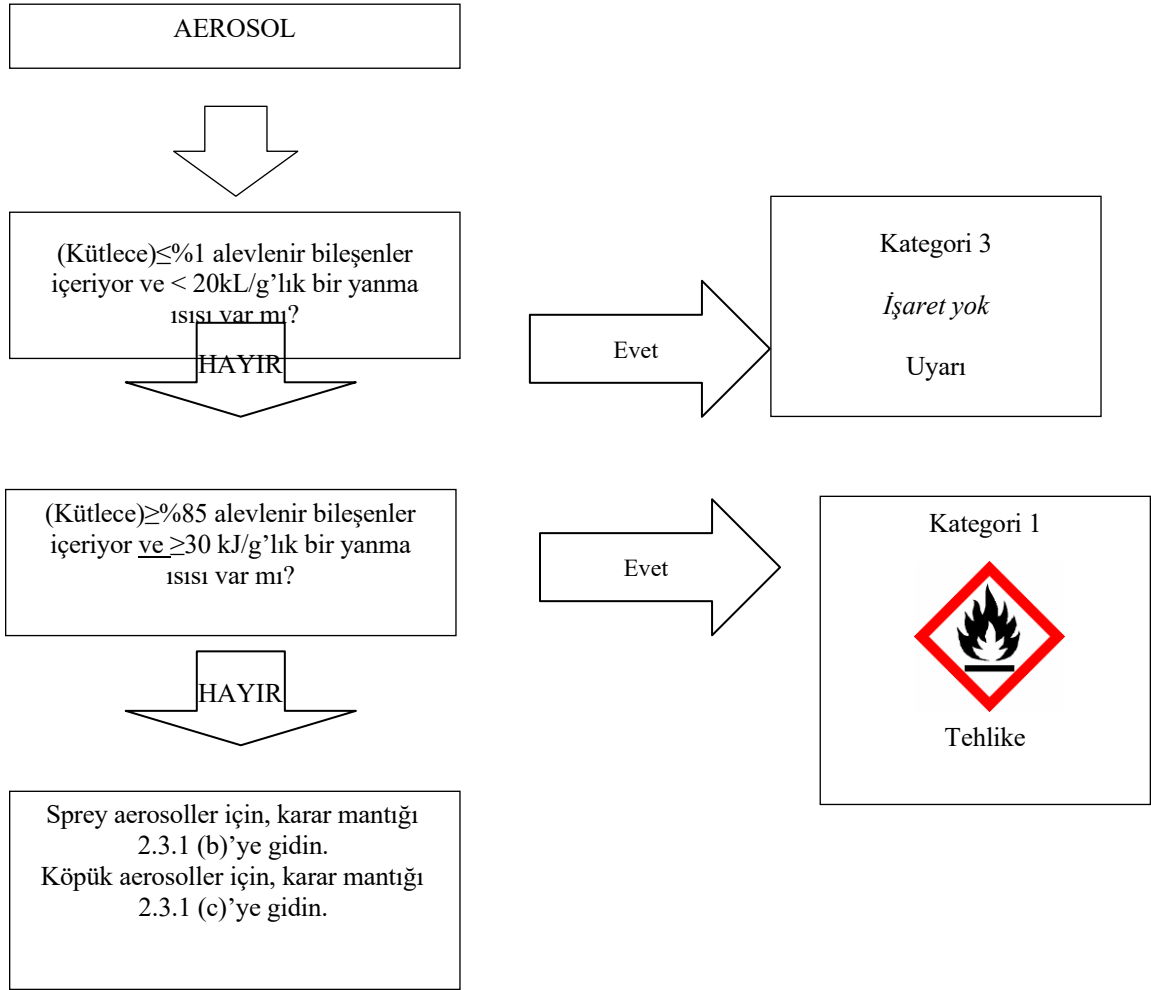 AEROSOL
(Kütlece)≤%1 alevlenir bileşenler
içeriyor ve < 20kL/g’lık bir yanma
ısısı var mı?
HAYIR
Evet
Kategori 3
İşaret yok
Uyarı
(Kütlece)≥%85 alevlenir bileşenler
içeriyor ve ≥30 kJ/g’lık bir yanma
ısısı var mı?
Evet
Kategori 1
Tehlike
HAYIR
Sprey aerosoller için, karar mantığı
2.3.1 (b)’ye gidin.
Köpük aerosoller için, karar mantığı
2.3.1 (c)’ye gidin.